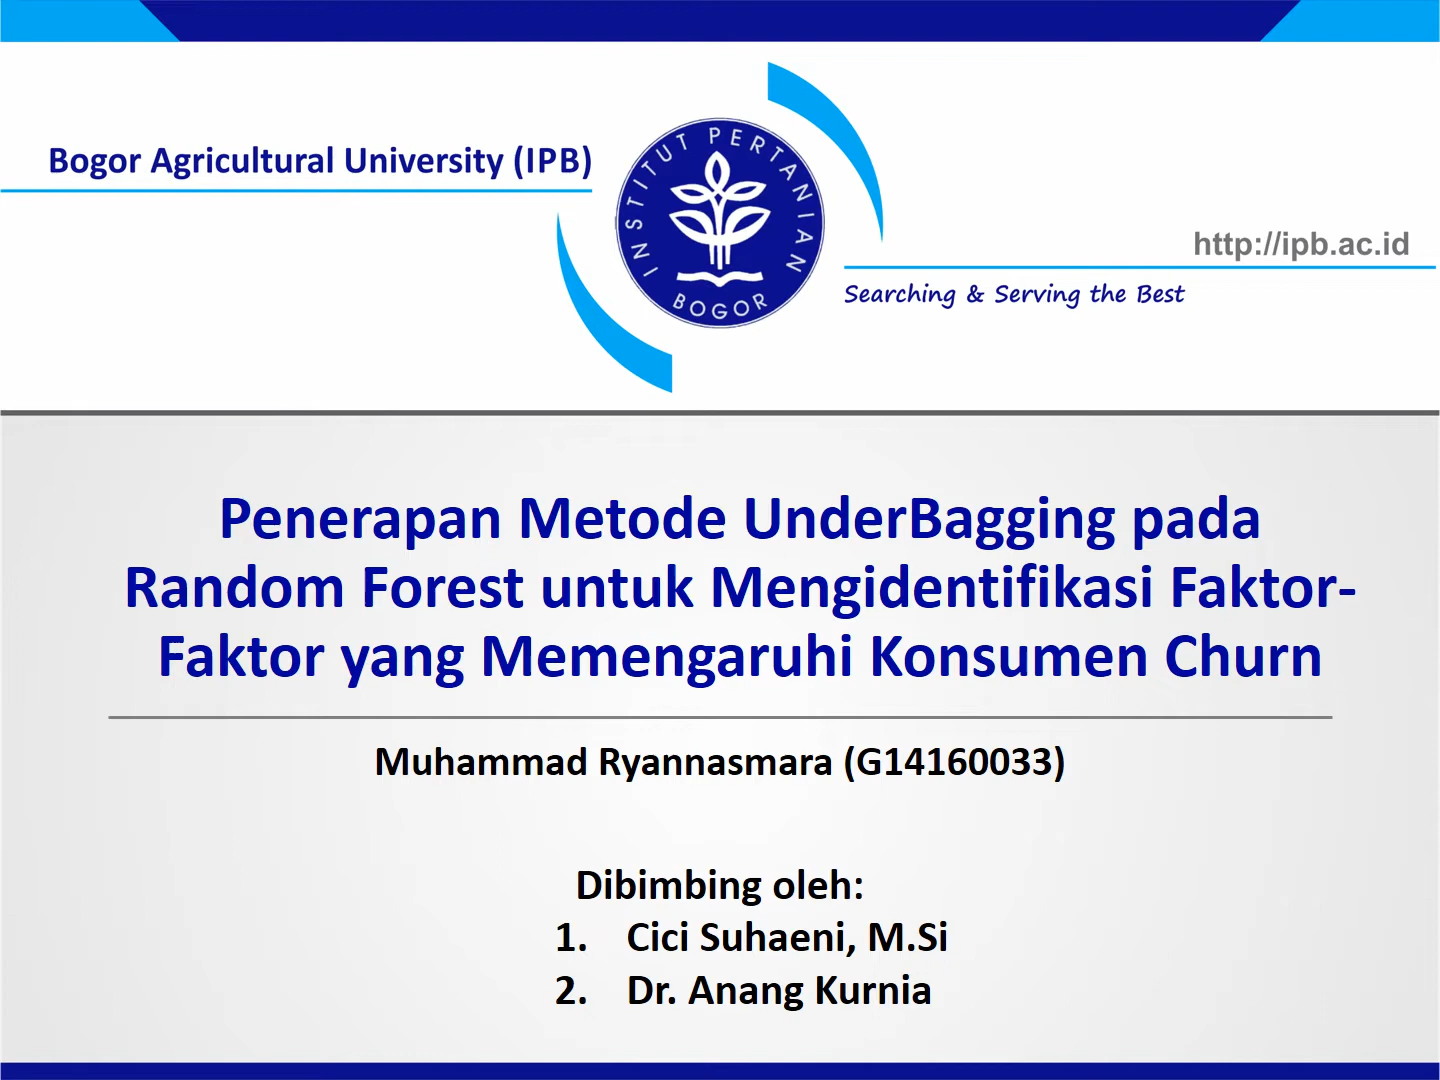 Bogor Agricultural University (IPB)
INSTITUT PERTANIAN
BOGOR
http://ipb.ac.id
Searching & Serving the Best
Penerapan Metode UnderBagging pada
Random Forest untuk Mengidentifikasi Faktor-
Faktor yang Memengaruhi Konsumen Churn
Muhammad Ryannasmara (G14160033)
Dibimbing oleh:
1. Cici Suhaeni, M.Si
2. Dr. Anang Kurnia